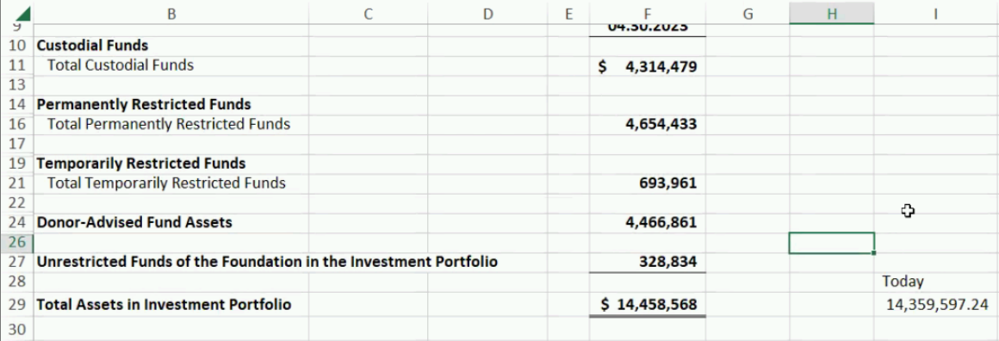 B C D E F G H I
9 04.30.2023
10 Custodial Funds
11 Total Custodial Funds $ 4,314,479
13
14 Permanently Restricted Funds
16 Total Permanently Restricted Funds 4,654,433
17
19 Temporarily Restricted Funds
21 Total Temporarily Restricted Funds 693,961
22
24 Donor-Advised Fund Assets 4,466,861
26
27 Unrestricted Funds of the Foundation in the Investment Portfolio 328,834
28 Today
29 Total Assets in Investment Portfolio $ 14,458,568 14,359,597.24
30